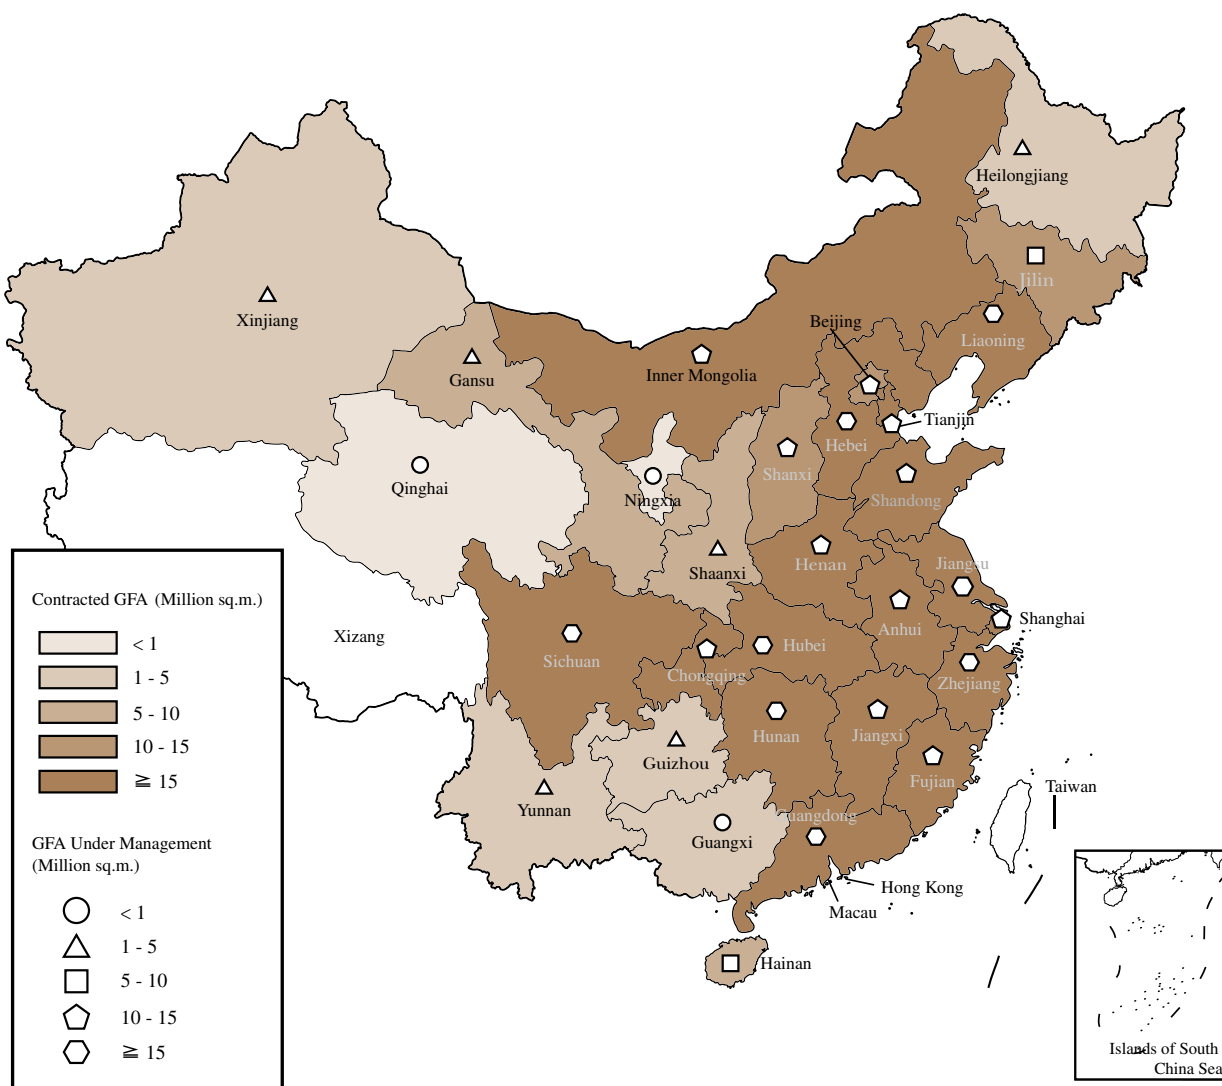 Heilongjiang
Jilin
Xinjiang
Beijing
Liaoning
Gansu
Inner Mongolia
Tianjin
Hebei
Shanxi
Qinghai
Ningxia
Shandong
Henan
Jiangsu
Shaanxi
Contracted GFA (Million sq.m.)
< 1
1 - 5
5 - 10
10 - 15
≧ 15
Xizang
Shanghai
Anhui
Hubei
Sichuan
Chongqing
Zhejiang
Hunan
Jiangxi
Guizhou
Fujian
Taiwan
Yunnan
Guangdong
Guangxi
GFA Under Management
(Million sq.m.)
< 1
1 - 5
5 - 10
10 - 15
≧ 15
Hong Kong
Macau
Hainan
Islands of South
China Sea